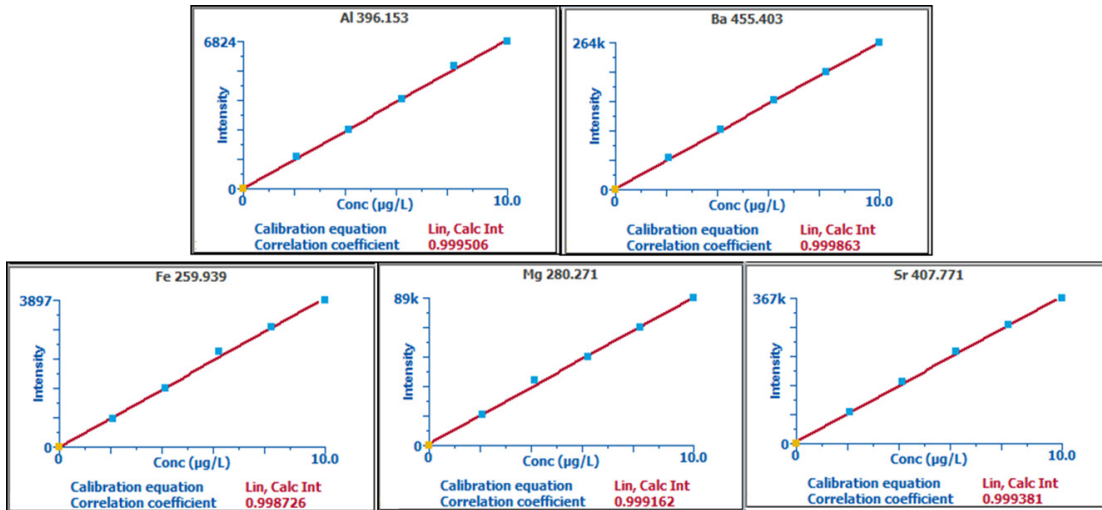 Al 396.153
6824
Intensity
0
0
Conc (µg/L)
10.0
Calibration equation Lin, Calc Int
Correlation coefficient 0.999506
Ba 455.403
264k
Intensity
0
0
Conc (µg/L)
10.0
Calibration equation Lin, Calc Int
Correlation coefficient 0.999863
Fe 259.939
3897
Intensity
0
0
Conc (µg/L)
10.0
Calibration equation Lin, Calc Int
Correlation coefficient 0.998726
Mg 280.271
89k
Intensity
0
0
Conc (µg/L)
10.0
Calibration equation Lin, Calc Int
Correlation coefficient 0.999162
Sr 407.771
367k
Intensity
0
0
Conc (µg/L)
10.0
Calibration equation Lin, Calc Int
Correlation coefficient 0.999381